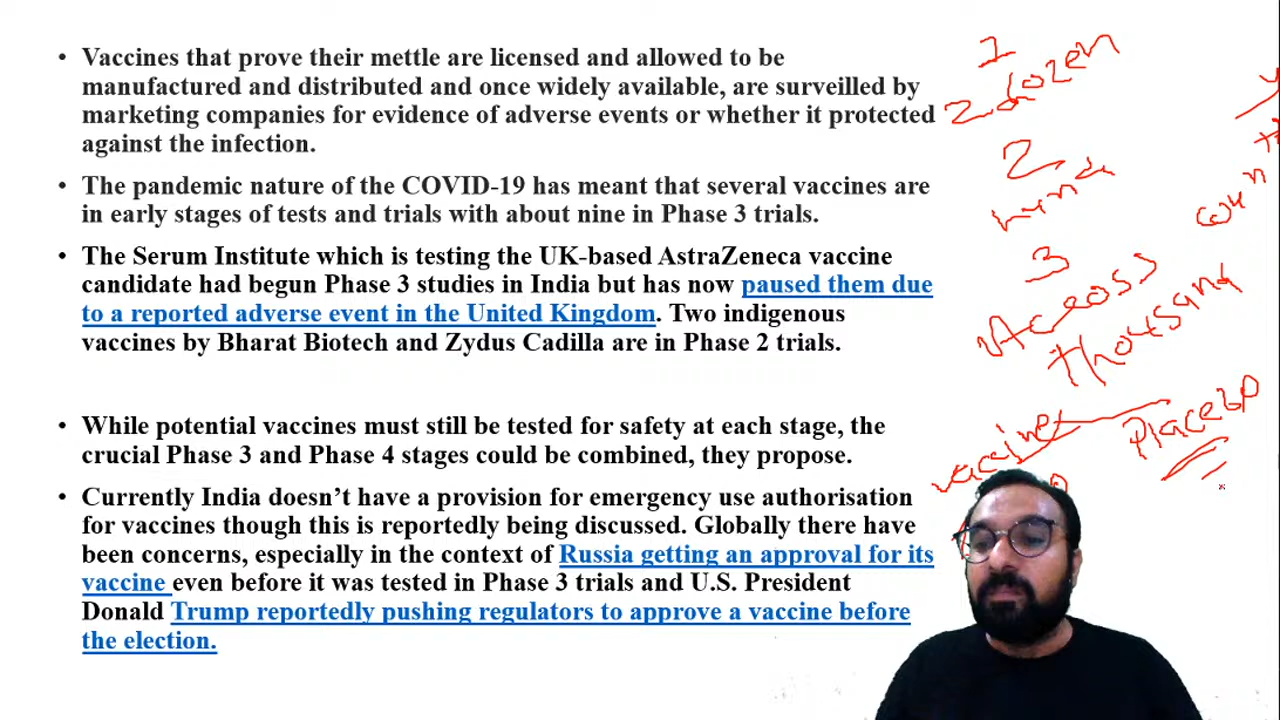 • Vaccines that prove their mettle are licensed and allowed to be
manufactured and distributed and once widely available, are surveilled by
marketing companies for evidence of adverse events or whether it protected
against the infection.
• The pandemic nature of the COVID-19 has meant that several vaccines are
in early stages of tests and trials with about nine in Phase 3 trials.
• The Serum Institute which is testing the UK-based AstraZeneca vaccine
candidate had begun Phase 3 studies in India but has now paused them due
to a reported adverse event in the United Kingdom. Two indigenous
vaccines by Bharat Biotech and Zydus Cadilla are in Phase 2 trials.
• While potential vaccines must still be tested for safety at each stage, the
crucial Phase 3 and Phase 4 stages could be combined, they propose.
• Currently India doesn’t have a provision for emergency use authorisation
for vaccines though this is reportedly being discussed. Globally there have
been concerns, especially in the context of Russia getting an approval for its
vaccine even before it was tested in Phase 3 trials and U.S. President
Donald Trump reportedly pushing regulators to approve a vaccine before
the election.
1
2 dozen
2
3
Across
thousand
vaccine
Placebo